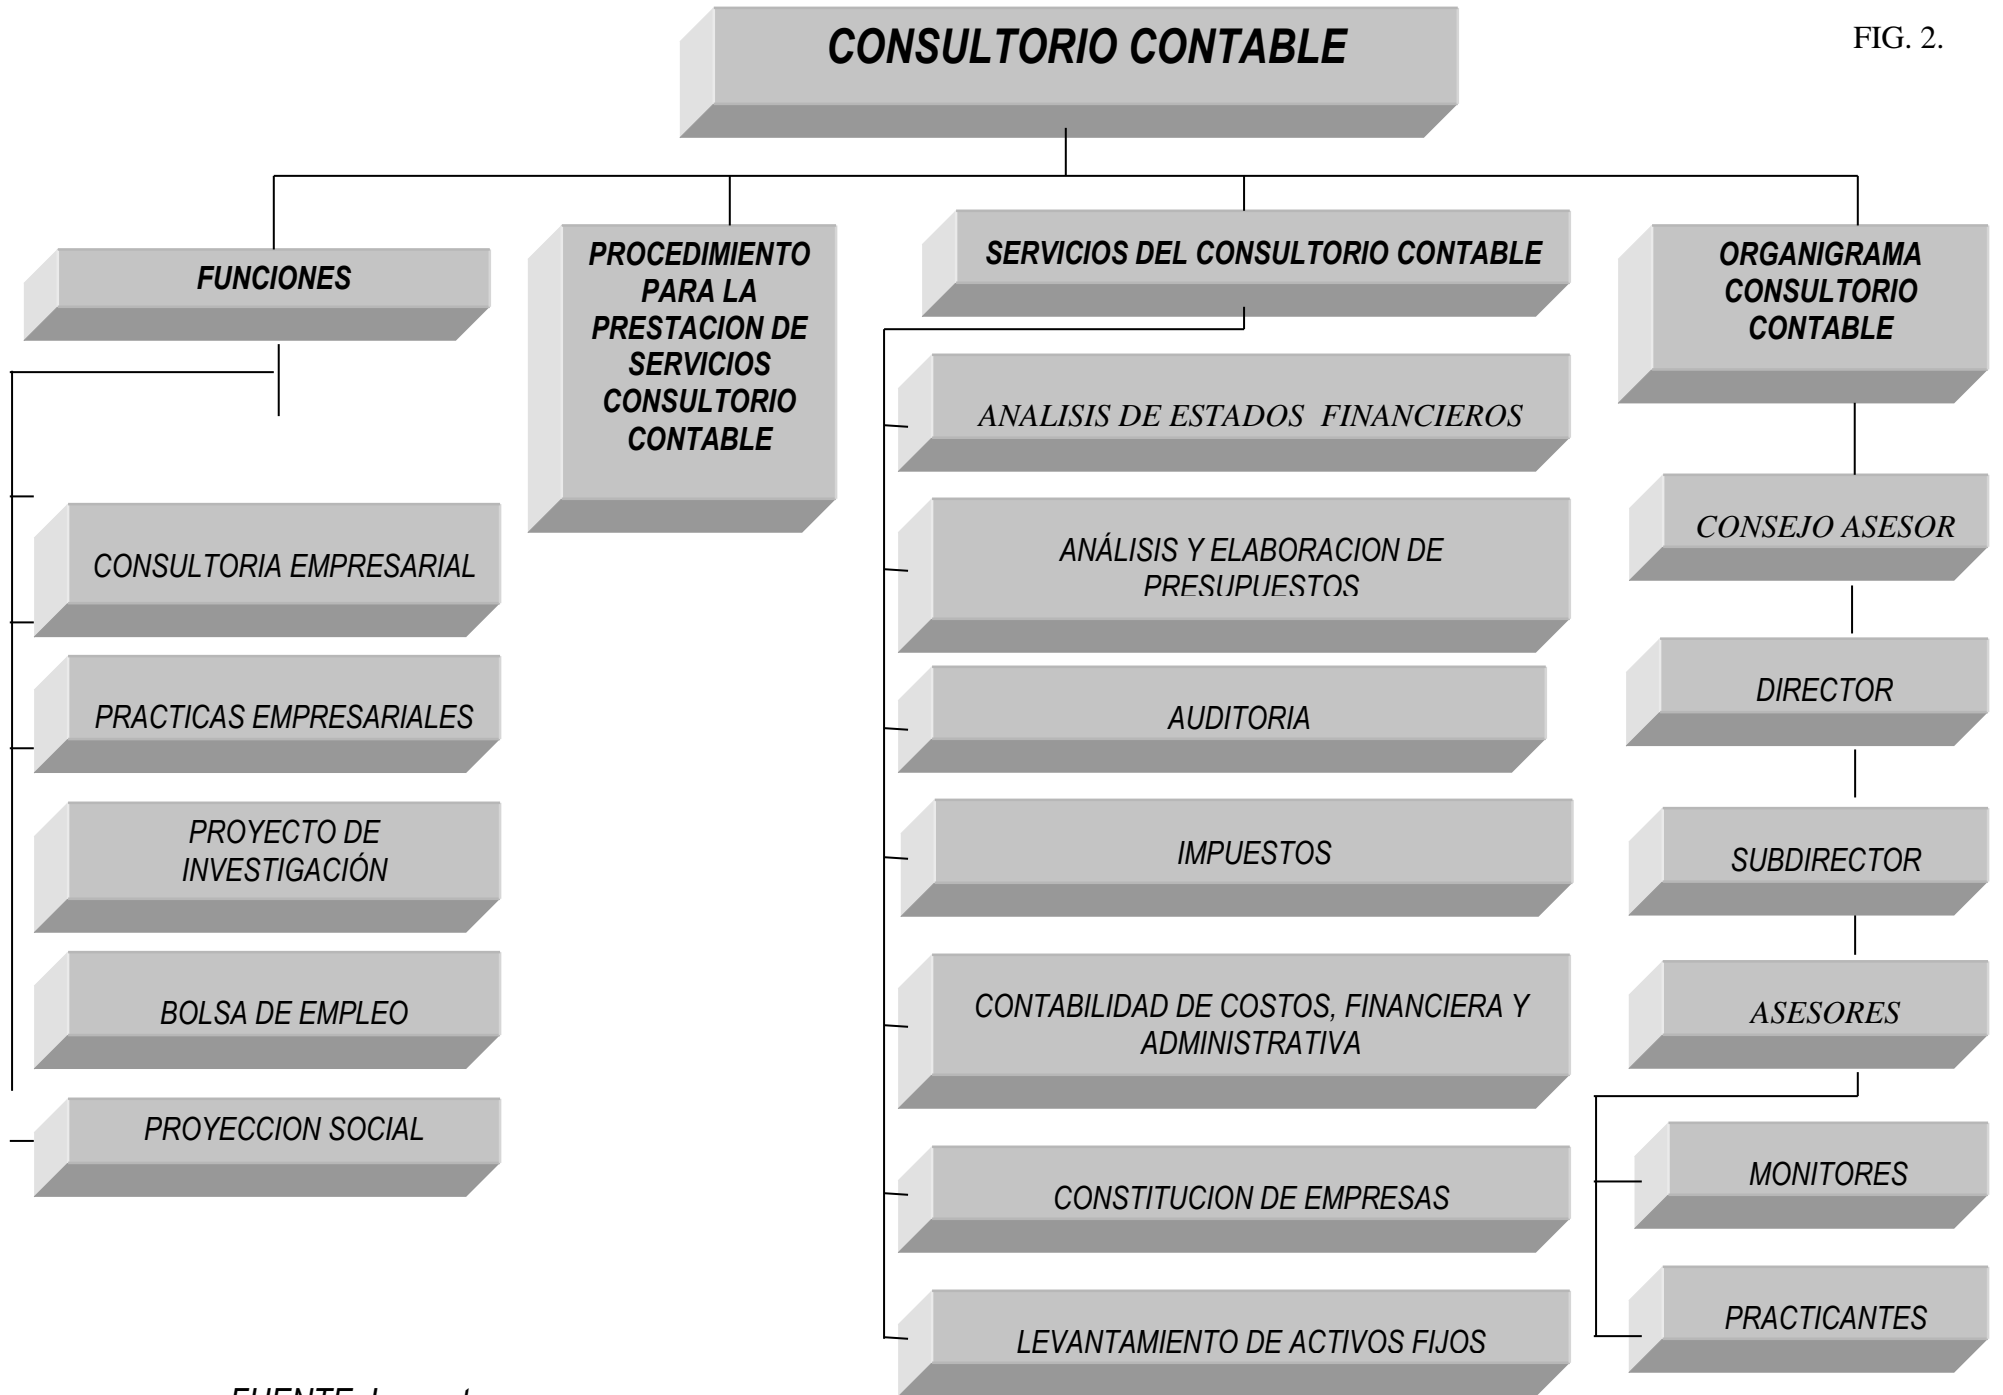 CONSULTORIO CONTABLE
FIG. 2.
FUNCIONES
PROCEDIMIENTO
PARA LA
PRESTACION DE
SERVICIOS
CONSULTORIO
CONTABLE
SERVICIOS DEL CONSULTORIO CONTABLE
ORGANIGRAMA
CONSULTORIO
CONTABLE
CONSULTORIA EMPRESARIAL
PRACTICAS EMPRESARIALES
PROYECTO DE
INVESTIGACIÓN
BOLSA DE EMPLEO
PROYECCION SOCIAL
ANALISIS DE ESTADOS FINANCIEROS
ANÁLISIS Y ELABORACION DE
PRESUPUESTOS
AUDITORIA
IMPUESTOS
CONTABILIDAD DE COSTOS, FINANCIERA Y
ADMINISTRATIVA
CONSTITUCION DE EMPRESAS
LEVANTAMIENTO DE ACTIVOS FIJOS
CONSEJO ASESOR
DIRECTOR
SUBDIRECTOR
ASESORES
MONITORES
PRACTICANTES
FUENTE